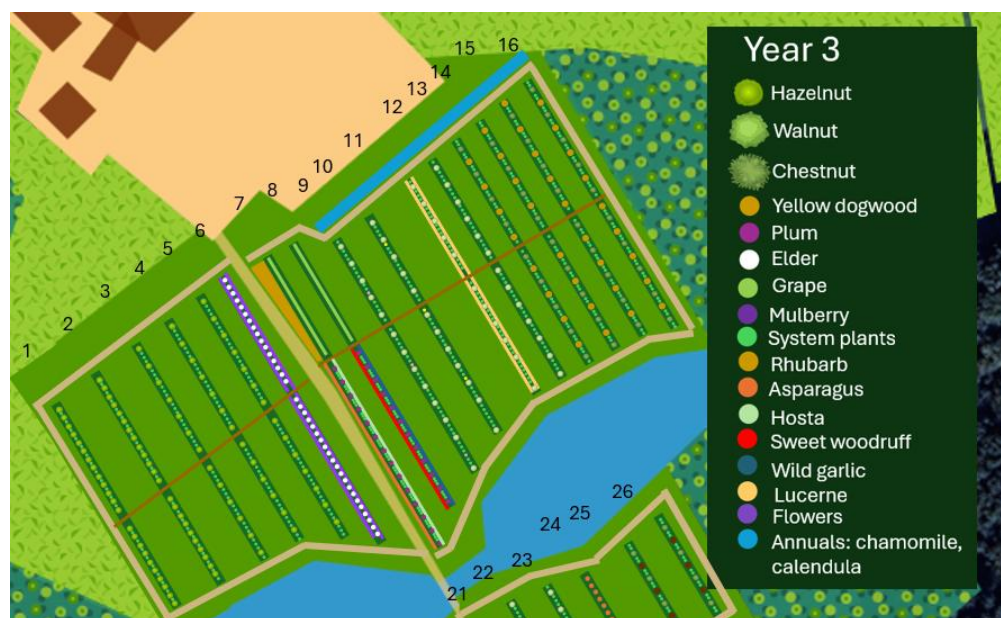 Year 3
Hazelnut
Walnut
Chestnut
Yellow dogwood
Plum
Elder
Grape
Mulberry
System plants
Rhubarb
Asparagus
Hosta
Sweet woodruff
Wild garlic
Lucerne
Flowers
Annuals: chamomile,
calendula
1
2
3
4
5
6
7
8
9
10
11
12
13
14
15
16
21
22
23
24
25
26